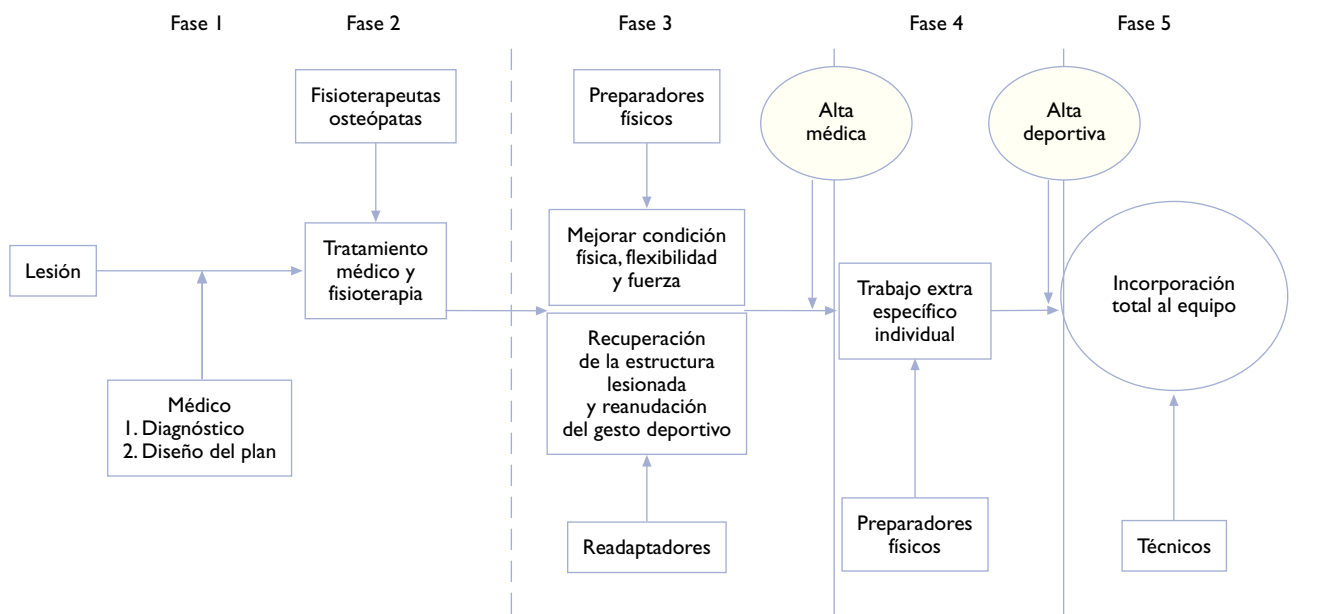 Fase 1
Fase 2
Fase 3
Fase 4
Fase 5
Fisioterapeutas
osteópatas
Preparadores
físicos
Alta
médica
Alta
deportiva
Lesión
Tratamiento
médico y
fisioterapia
Mejorar condición
física, flexibilidad
y fuerza
Recuperación
de la estructura
lesionada
y reanudación
del gesto deportivo
Trabajo extra
específico
individual
Incorporación
total al equipo
Médico
1. Diagnóstico
2. Diseño del plan
Readaptadores
Preparadores
físicos
Técnicos